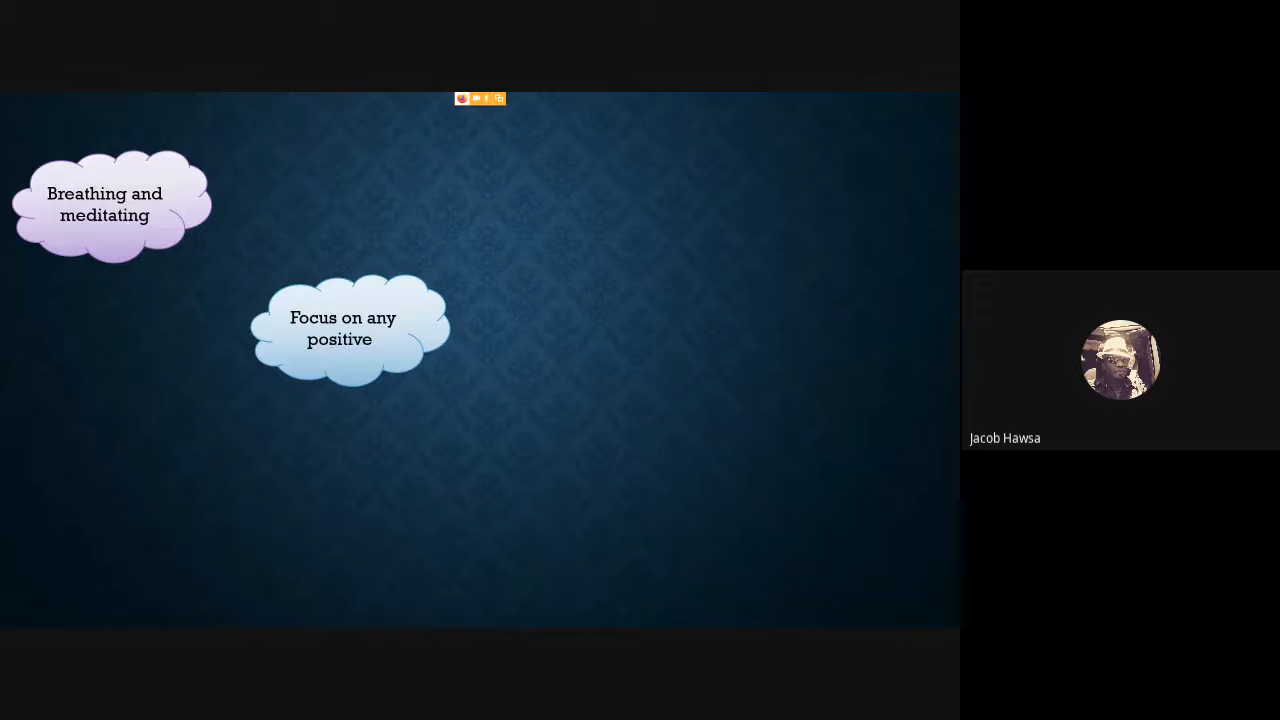 Breathing and
meditating
Focus on any
positive
Jacob Hawsa